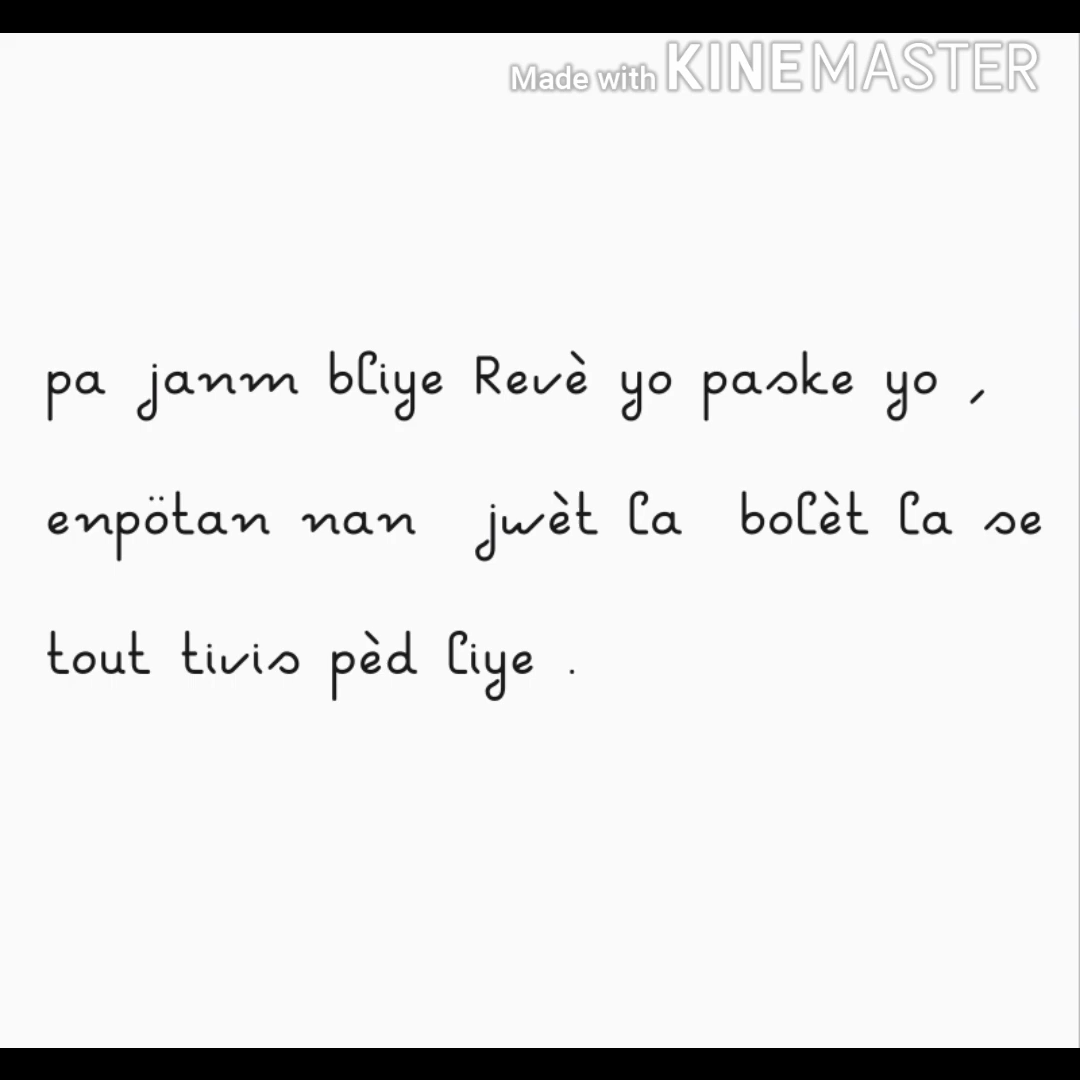 Made with KINEMASTER
pa janm bliye Revè yo paske yo ,
enpötan nan jwèt la bolèt la se
tout tivis pèd liye .